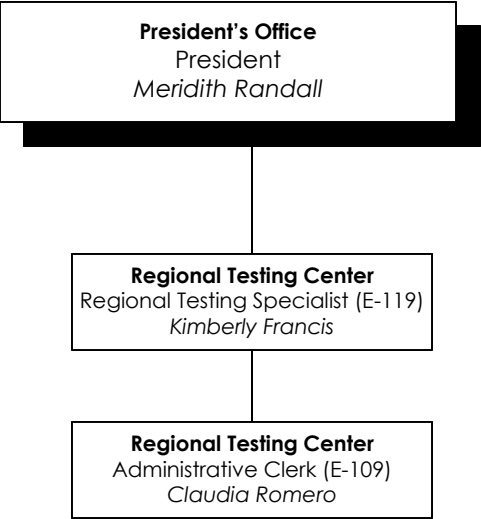 President’s Office
President
Meridith Randall
Regional Testing Center
Regional Testing Specialist (E-119)
Kimberly Francis
Regional Testing Center
Administrative Clerk (E-109)
Claudia Romero